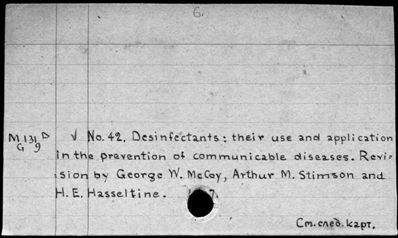 6.
M 131 D
G 9
√ No. 42. Desinfectants; their use and application
in the pravention of communicable diseases. Revi-
sion by George W. McCoy, Arthur M. Stimson and
H. E. Hasseltine.
См. след. карт.